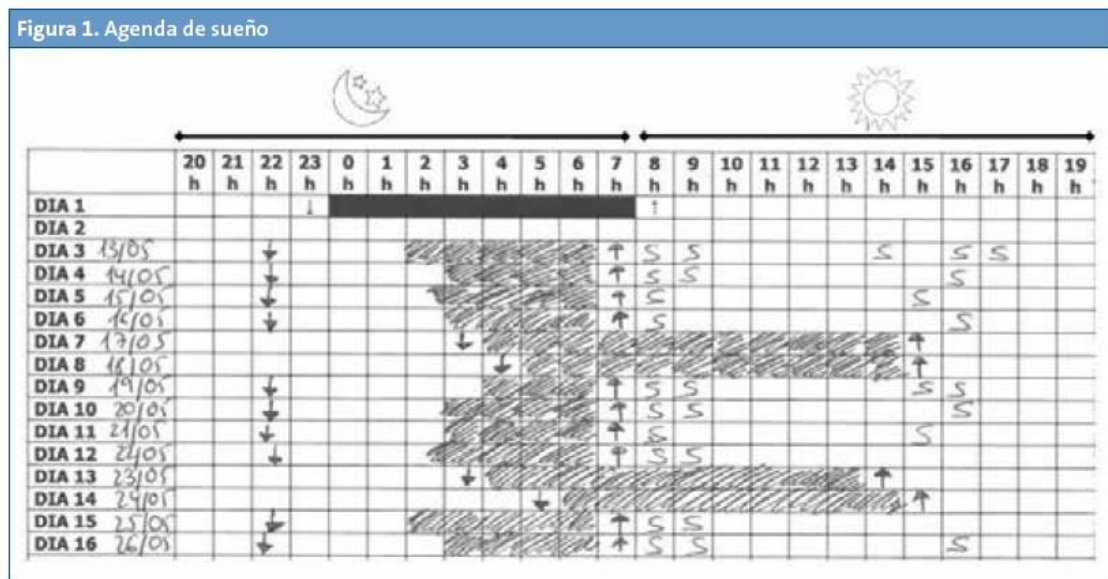 Figura 1. Agenda de sueño
20 h 21 h 22 h 23 h 0 h 1 h 2 h 3 h 4 h 5 h 6 h 7 h 8 h 9 h 10 h 11 h 12 h 13 h 14 h 15 h 16 h 17 h 18 h 19 h
DIA 1 ↓ ↑
DIA 2
DIA 3 13/05 ↓ ↑ S S S S S
DIA 4 14/05 ↓ ↑ S S S
DIA 5 15/05 ↓ ↑ S S
DIA 6 16/05 ↓ ↑ S S
DIA 7 17/05 ↓ ↑
DIA 8 18/05 ↓ ↑
DIA 9 19/05 ↓ ↑ S S S S
DIA 10 20/05 ↓ ↑ S S S
DIA 11 21/05 ↓ ↑ S S
DIA 12 22/05 ↓ ↑ S S
DIA 13 23/05 ↓ ↑
DIA 14 24/05 ↓ ↑
DIA 15 25/05 ↓ ↑ S S
DIA 16 26/05 ↓ ↑ S S S